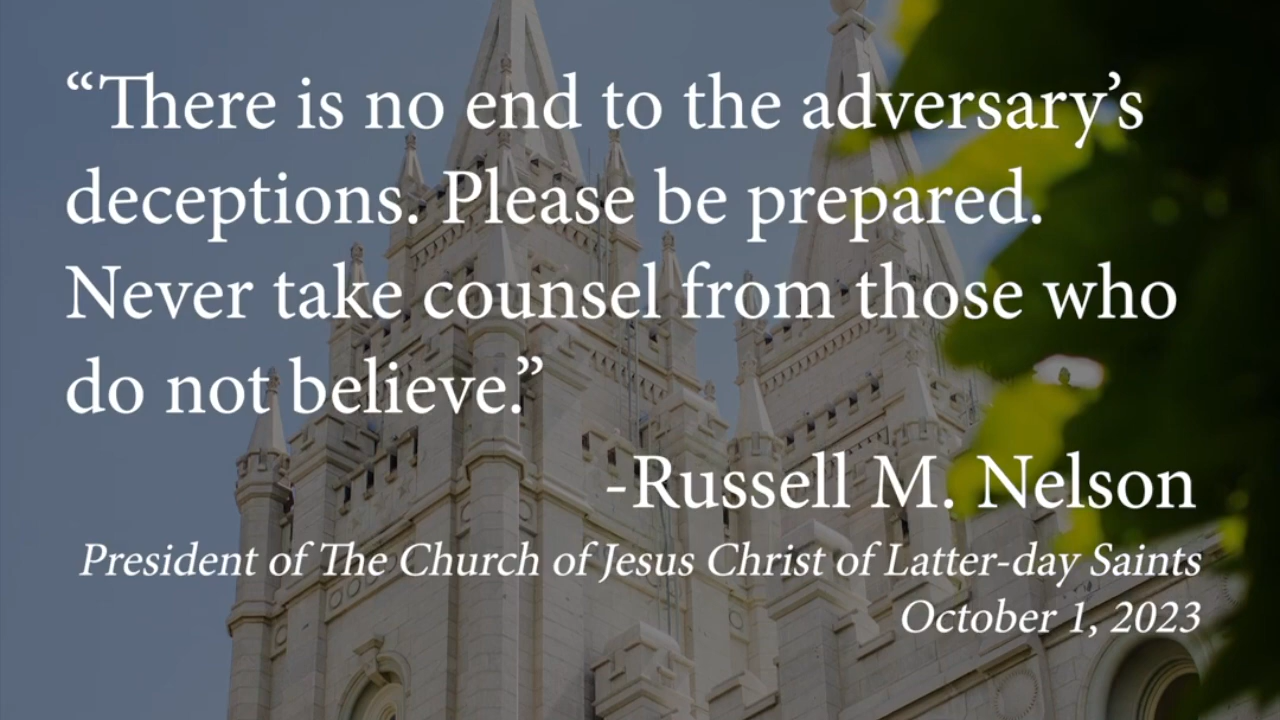 “There is no end to the adversary’s
deceptions. Please be prepared.
Never take counsel from those who
do not believe.”
-Russell M. Nelson
President of The Church of Jesus Christ of Latter-day Saints
October 1, 2023